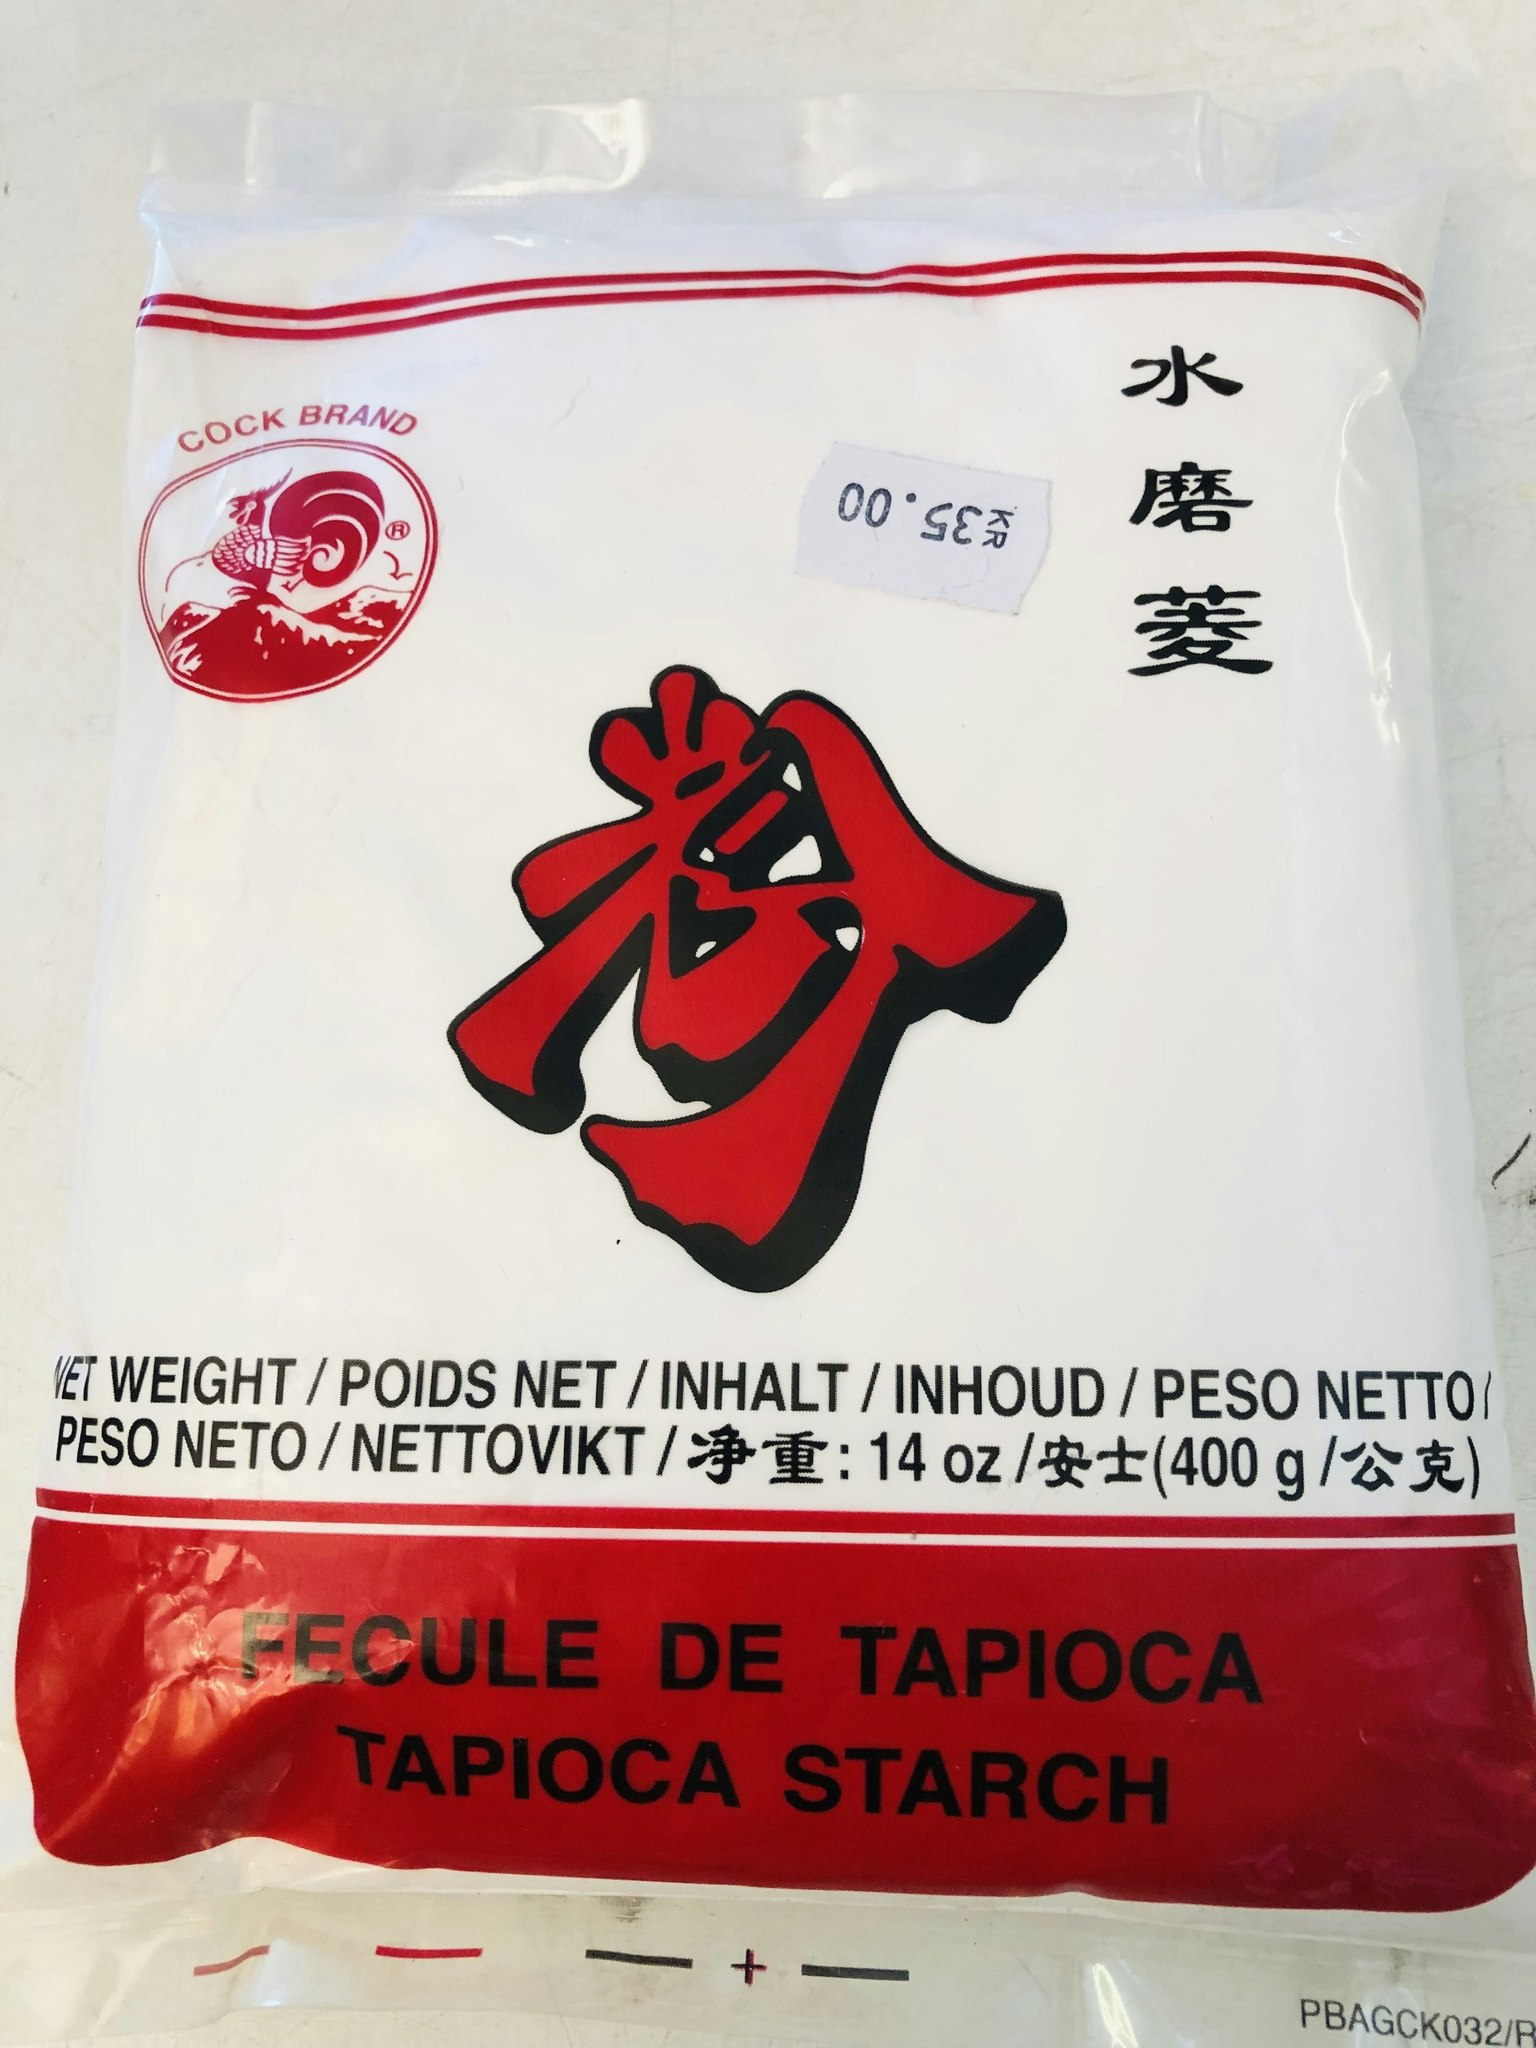 COCK BRAND
®
KR 35.00
水
磨
菱
粉
NET WEIGHT / POIDS NET / INHALT / INHOUD / PESO NETTO /
PESO NETO / NETTOVIKT / 净重: 14 oz /安士(400 g /公克)
FECULE DE TAPIOCA
TAPIOCA STARCH
PBAGCK032/R